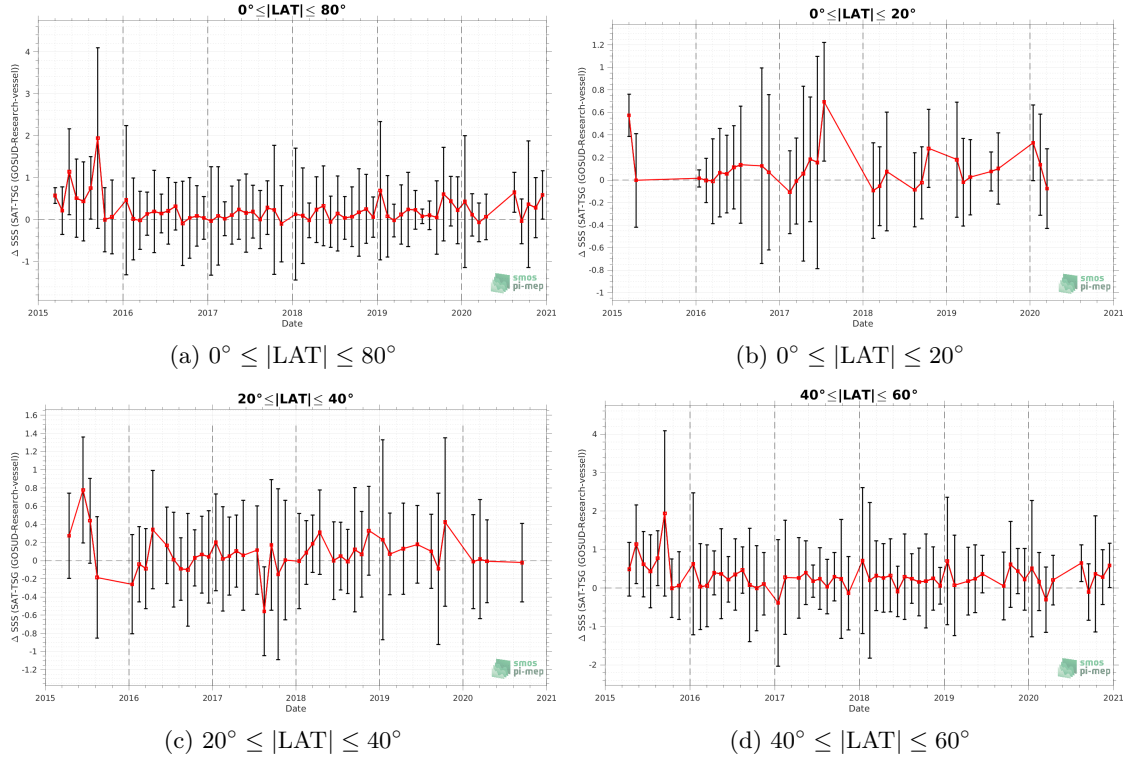 0°≤|LAT|≤ 80°
Δ SSS (SAT-TSG (GOSUD-Research-vessel))
4
3
2
1
0
-1
2015 2016 2017 2018 2019 2020 2021
Date
smos
pi-mep
(a) 0° ≤ |LAT| ≤ 80°
0°≤|LAT|≤ 20°
Δ SSS (SAT-TSG (GOSUD-Research-vessel))
1.2
1
0.8
0.6
0.4
0.2
0
-0.2
-0.4
-0.6
-0.8
-1
2015 2016 2017 2018 2019 2020 2021
Date
smos
pi-mep
(b) 0° ≤ |LAT| ≤ 20°
20°≤|LAT|≤ 40°
Δ SSS (SAT-TSG (GOSUD-Research-vessel))
1.6
1.4
1.2
1
0.8
0.6
0.4
0.2
0
-0.2
-0.4
-0.6
-0.8
-1
-1.2
2015 2016 2017 2018 2019 2020 2021
Date
smos
pi-mep
(c) 20° ≤ |LAT| ≤ 40°
40°≤|LAT|≤ 60°
Δ SSS (SAT-TSG (GOSUD-Research-vessel))
4
3
2
1
0
-1
-2
2015 2016 2017 2018 2019 2020 2021
Date
smos
pi-mep
(d) 40° ≤ |LAT| ≤ 60°